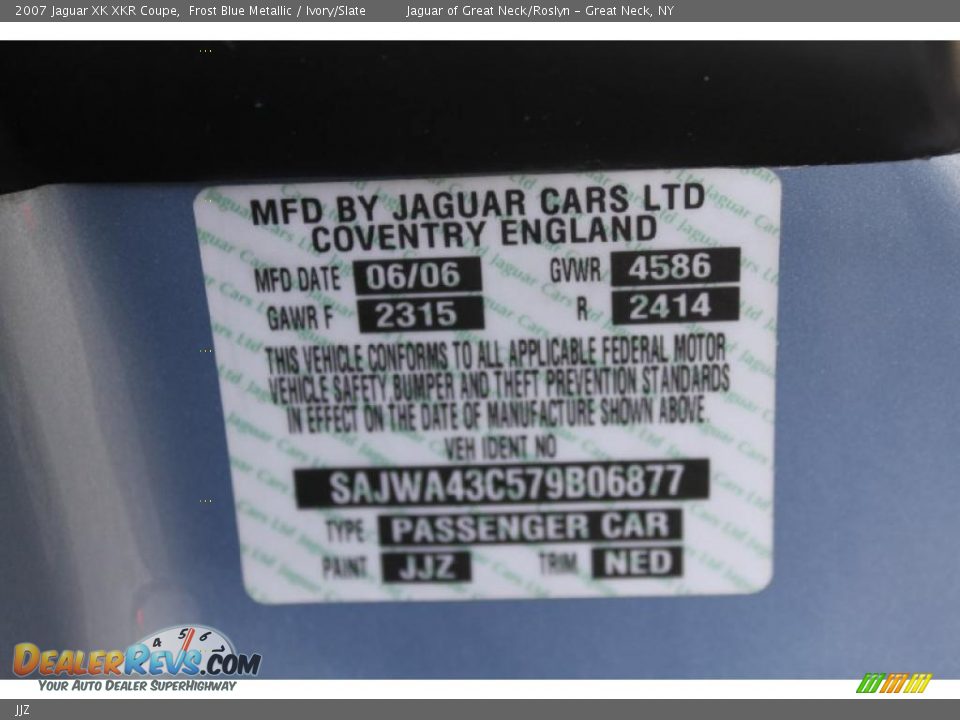 2007 Jaguar XK XKR Coupe, Frost Blue Metallic / Ivory/Slate Jaguar of Great Neck/Roslyn - Great Neck, NY
MFD BY JAGUAR CARS LTD
COVENTRY ENGLAND
MFD DATE 06/06 GVWR 4586
GAWR F 2315 R 2414
THIS VEHICLE CONFORMS TO ALL APPLICABLE FEDERAL MOTOR
VEHICLE SAFETY BUMPER AND THEFT PREVENTION STANDARDS
IN EFFECT ON THE DATE OF MANUFACTURE SHOWN ABOVE.
VEH IDENT NO
SAJWA43C579B06877
TYPE PASSENGER CAR
PAINT JJZ TRIM NED
4 5 6 7
DEALERREVS.COM
YOUR AUTO DEALER SUPERHIGHWAY
JJZ